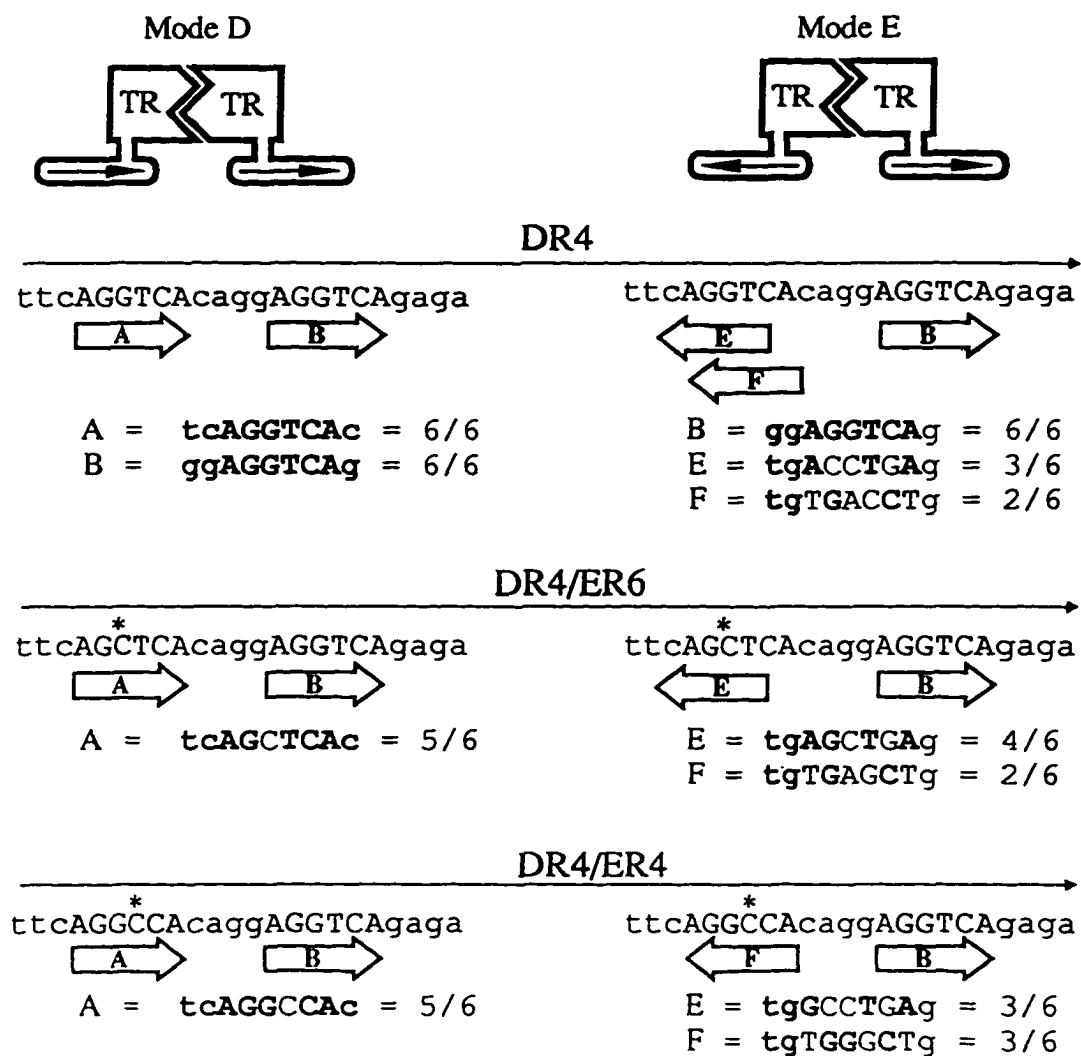 Mode D Mode E
TR TR TR TR
DR4
ttcAGGTCAcaggAGGTCAgaga ttcAGGTCAcaggAGGTCAgaga
A B E B
F
A = tcAGGTCAc = 6/6 B = ggAGGTCAg = 6/6
B = ggAGGTCAg = 6/6 E = tgACCTGAg = 3/6
F = tgTGACCTg = 2/6
DR4/ER6
* *
ttcAGCTCAcaggAGGTCAgaga ttcAGCTCAcaggAGGTCAgaga
A B E B
A = tcAGCTCAc = 5/6 E = tgAGCTGAg = 4/6
F = tgTGAGCTg = 2/6
DR4/ER4
* *
ttcAGGCCAcaggAGGTCAgaga ttcAGGCCAcaggAGGTCAgaga
A B F B
A = tcAGGCCAc = 5/6 E = tgGCCTGAg = 3/6
F = tgTGGGCTg = 3/6